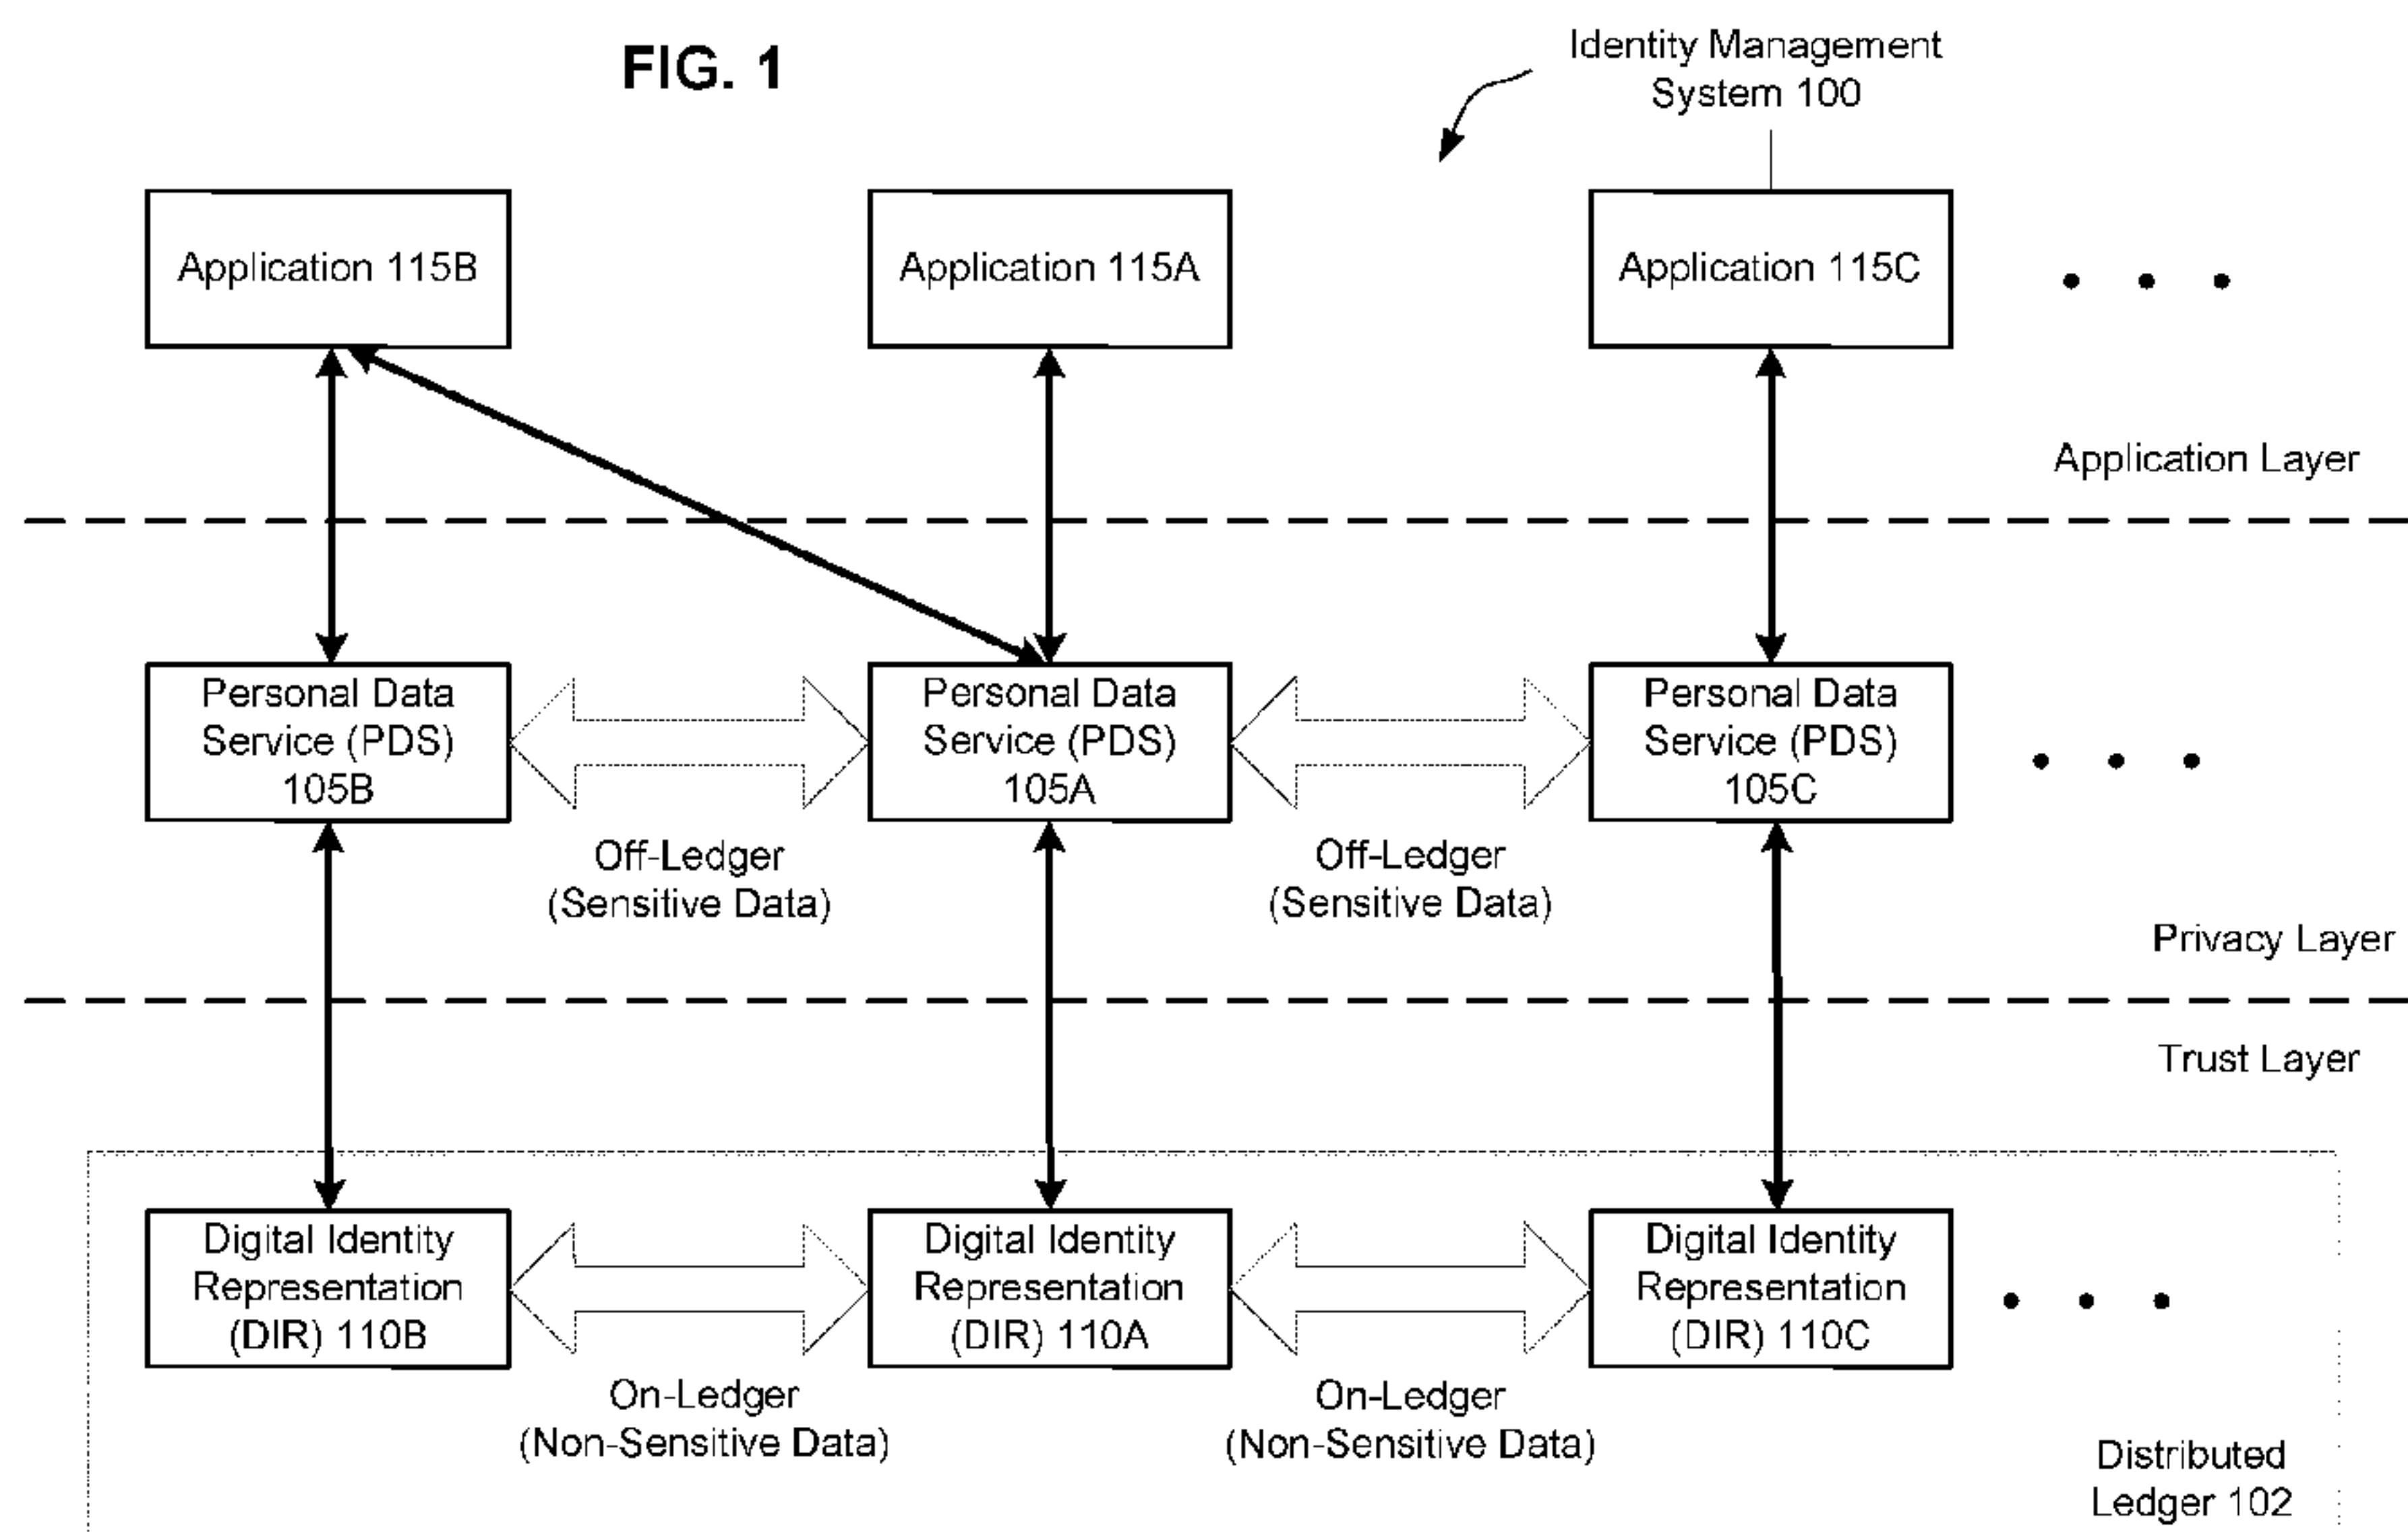 FIG. 1
Identity Management
System 100
Application 115B
Application 115A
Application 115C
Application Layer
Personal Data
Service (PDS)
105B
Personal Data
Service (PDS)
105A
Personal Data
Service (PDS)
105C
Off-Ledger
(Sensitive Data)
Off-Ledger
(Sensitive Data)
Privacy Layer
Trust Layer
Digital Identity
Representation
(DIR) 110B
Digital Identity
Representation
(DIR) 110A
Digital Identity
Representation
(DIR) 110C
On-Ledger
(Non-Sensitive Data)
On-Ledger
(Non-Sensitive Data)
Distributed
Ledger 102